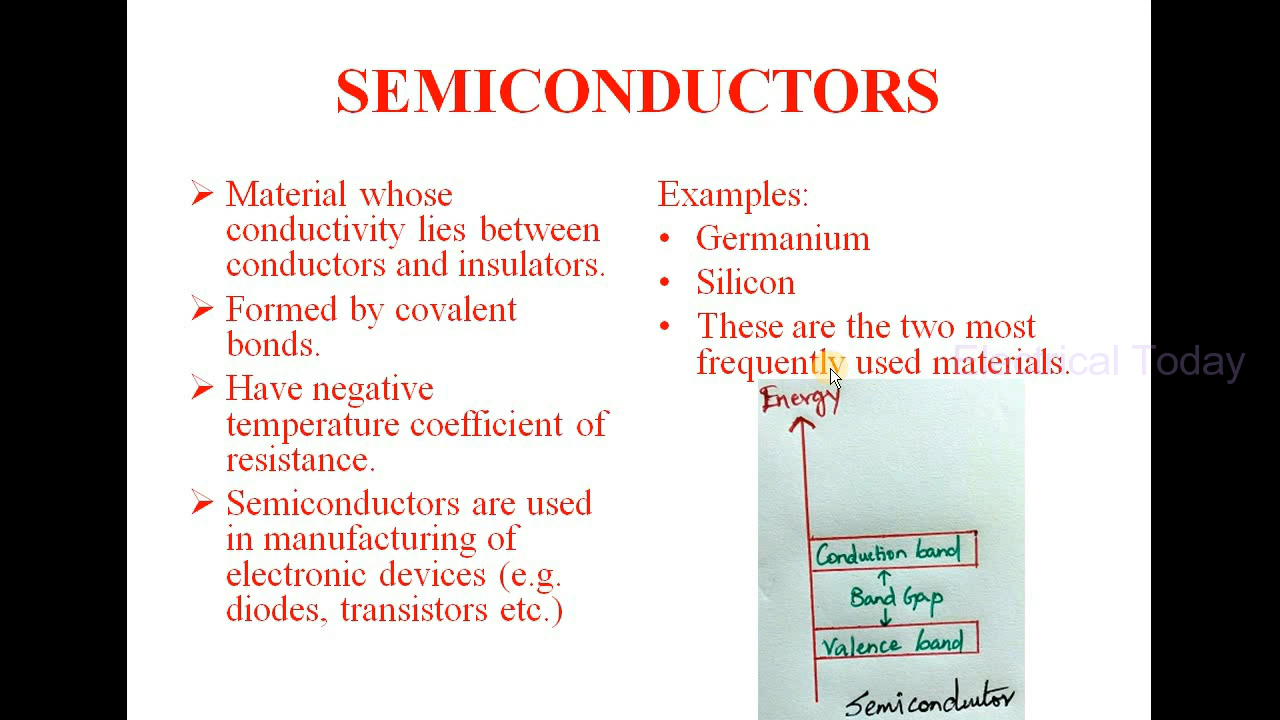 SEMICONDUCTORS
➢ Material whose
conductivity lies between
conductors and insulators.
➢ Formed by covalent
bonds.
➢ Have negative
temperature coefficient of
resistance.
➢ Semiconductors are used
in manufacturing of
electronic devices (e.g.
diodes, transistors etc.)
Examples:
• Germanium
• Silicon
• These are the two most
frequently used materials.
Electrical Today
Energy
Conduction band
Band Gap
Valence band
Semiconductor